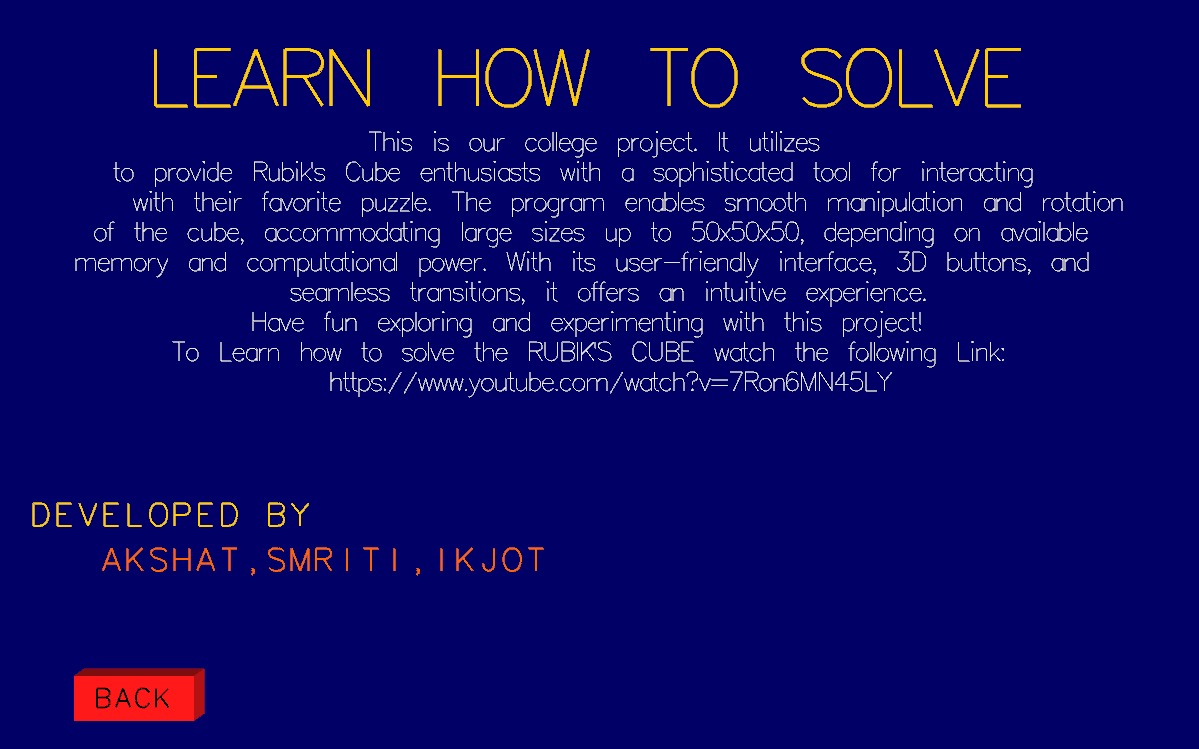 LEARN HOW TO SOLVE
This is our college project. It utilizes
to provide Rubik's Cube enthusiasts with a sophisticated tool for interacting
with their favorite puzzle. The program enables smooth manipulation and rotation
of the cube, accommodating large sizes up to 50x50x50, depending on available
memory and computational power. With its user-friendly interface, 3D buttons, and
seamless transitions, it offers an intuitive experience.
Have fun exploring and experimenting with this project!
To Learn how to solve the RUBIK'S CUBE watch the following Link:
https://www.youtube.com/watch?v=7Ron6MN45LY
DEVELOPED BY
AKSHAT,SMRITI,IKJOT
BACK